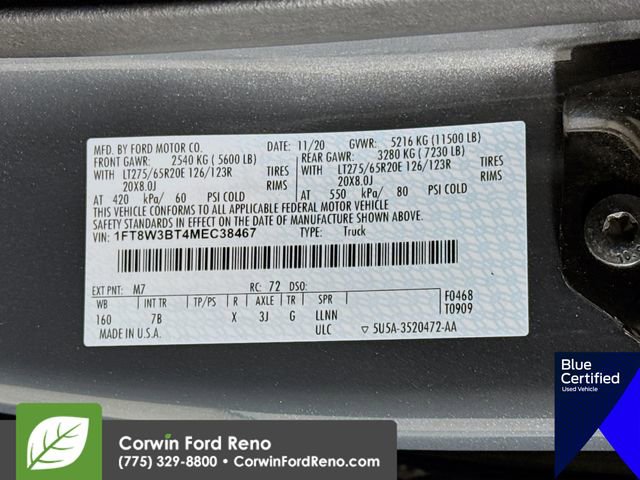 MFD. BY FORD MOTOR CO. 11/20 GVWR: 5216 KG (11500 LB)
FRONT GAWR: 2540 KG (5600 LB) REAR GAWR: 3280 KG (7230 LB)
WITH LT275/65R20E 126/123R TIRES WITH LT275/65R20E 126/123R TIRES
20X8.0J RIMS 20X8.0J RIMS
AT 420 kPa/ 60 PSI COLD AT 550 kPa/ 80 PSI COLD
THIS VEHICLE CONFORMS TO ALL APPLICABLE FEDERAL MOTOR VEHICLE
SAFETY STANDARDS IN EFFECT ON THE DATE OF MANUFACTURE SHOWN ABOVE.
VIN: 1FT8W3BT4MEC38467 TYPE: Truck
EXT PNT: M7 RC: 72 DSO:
WB INT TR TP/PS R AXLE TR SPR F0468
160 7B X 3J G LLNN T0909
MADE IN U.S.A. ULC ▽ 5U5A-3520472-AA
Blue
Certified
Used Vehicle
Corwin Ford Reno
(775) 329-8800 • CorwinFordReno.com